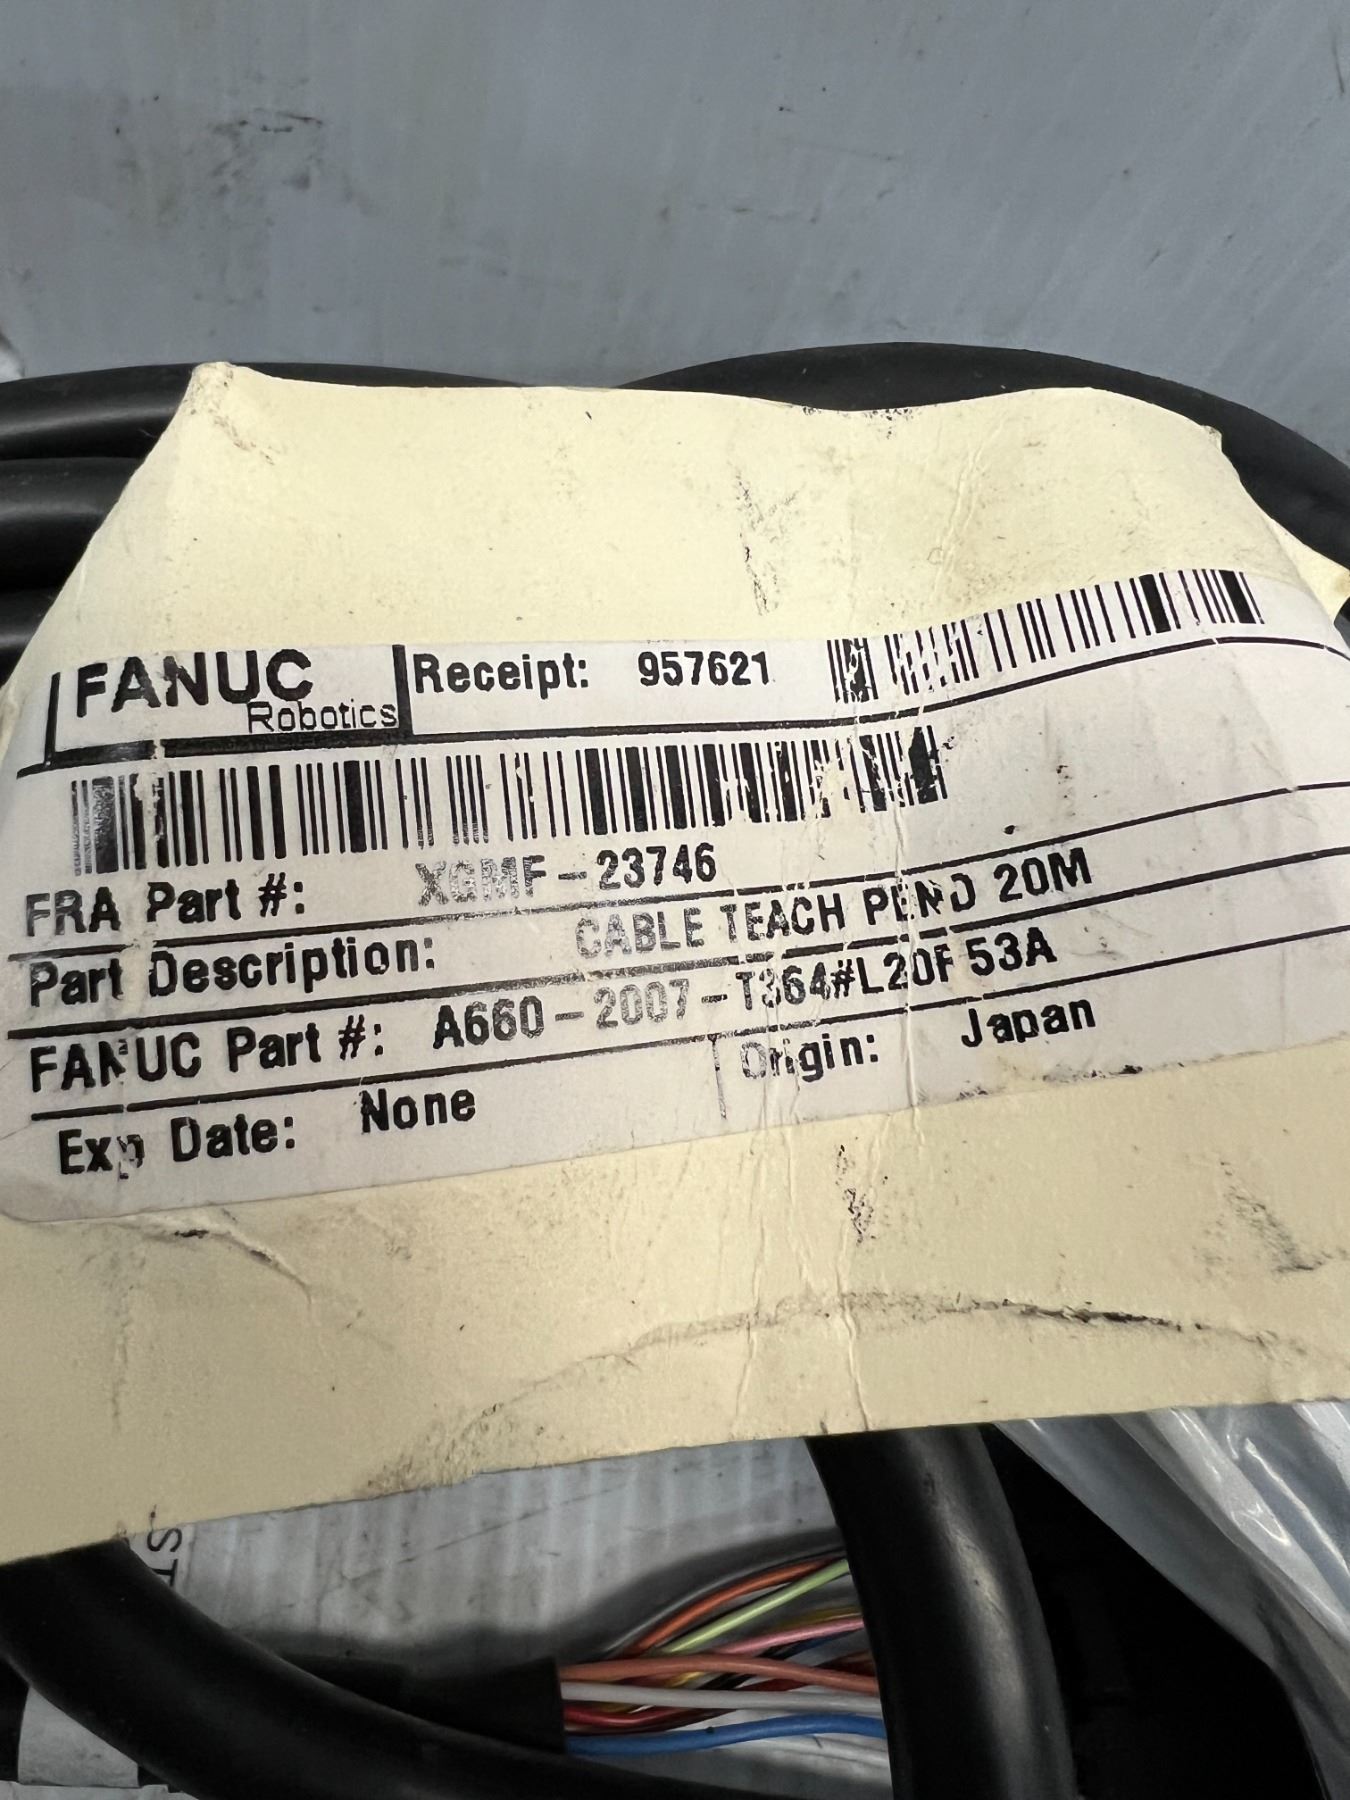 FANUC
Robotics
Receipt: 957621
FRA Part #: XGMF-23746
Part Description: CABLE TEACH PEND 20M
FANUC Part #: A660-2007-T364#L20R53A
Exp Date: None
Origin: Japan
ST